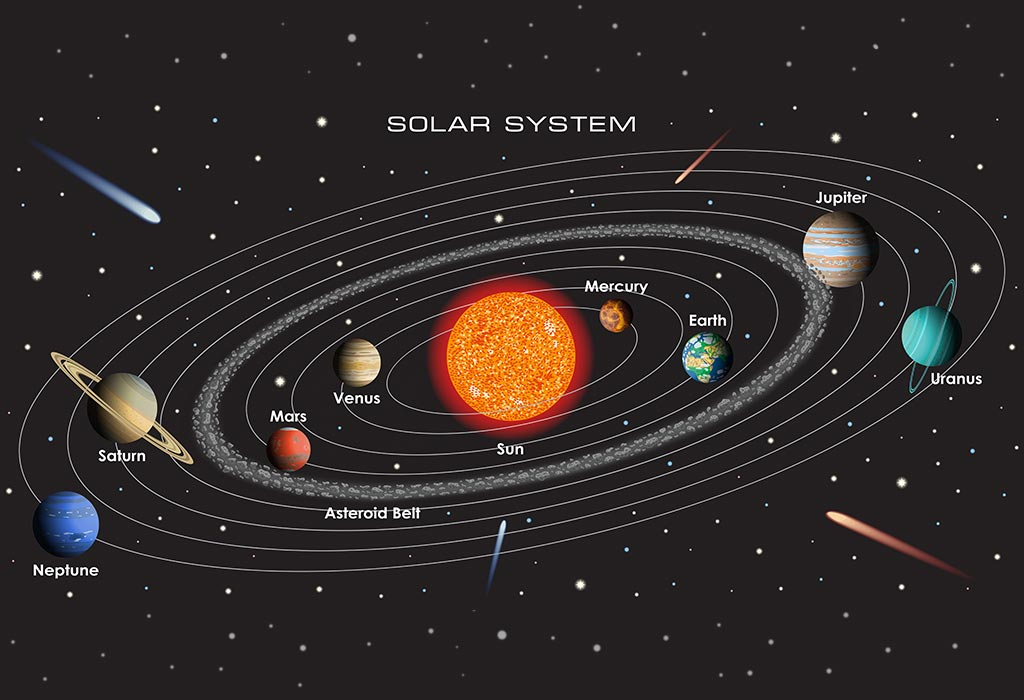 SOLAR SYSTEM
Jupiter
Mercury
Earth
Uranus
Venus
Mars
Sun
Saturn
Asteroid Belt
Neptune